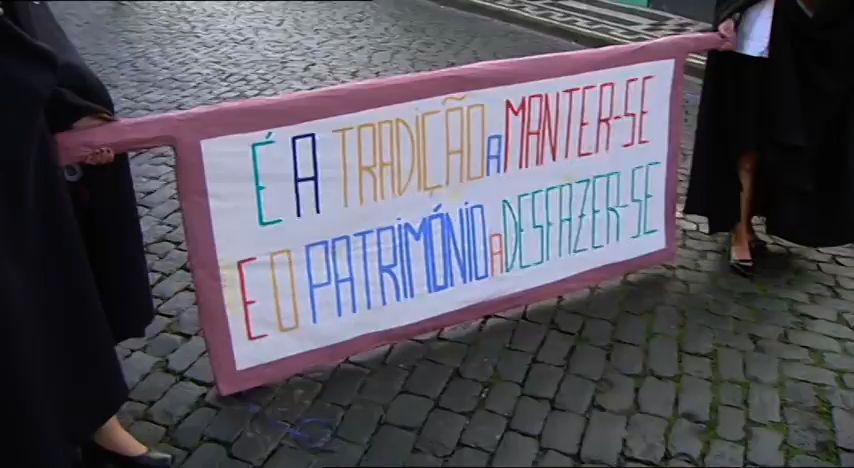 É A TRADIÇÃO A MANTER-SE
E O PATRIMÓNIO A DESFAZER-SE